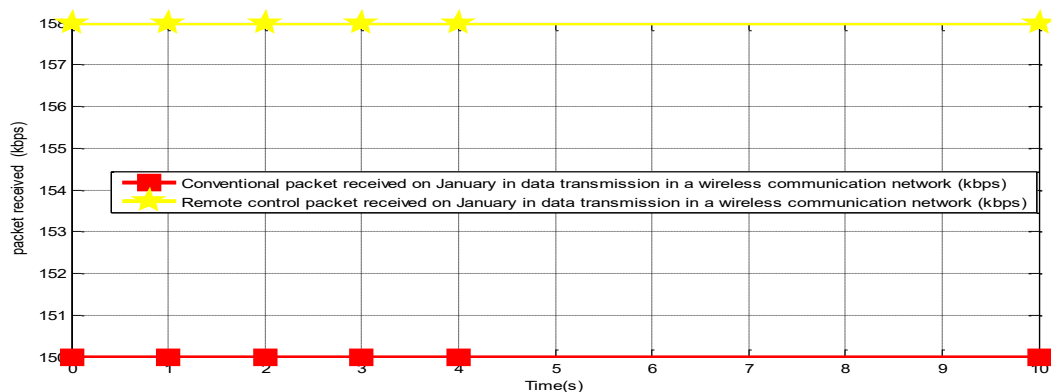 158
157
156
155
154
153
152
151
150
packet received (kbps)
Conventional packet received on January in data transmission in a wireless communication network (kbps)
Remote control packet received on January in data transmission in a wireless communication network (kbps)
0 1 2 3 4 5 6 7 8 9 10
Time(s)